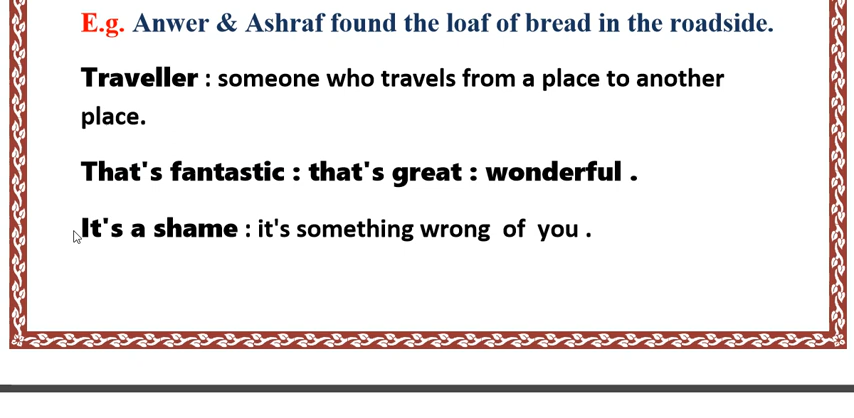 E.g. Anwer & Ashraf found the loaf of bread in the roadside.
Traveller : someone who travels from a place to another
place.
That's fantastic : that's great : wonderful .
It's a shame : it's something wrong of you .